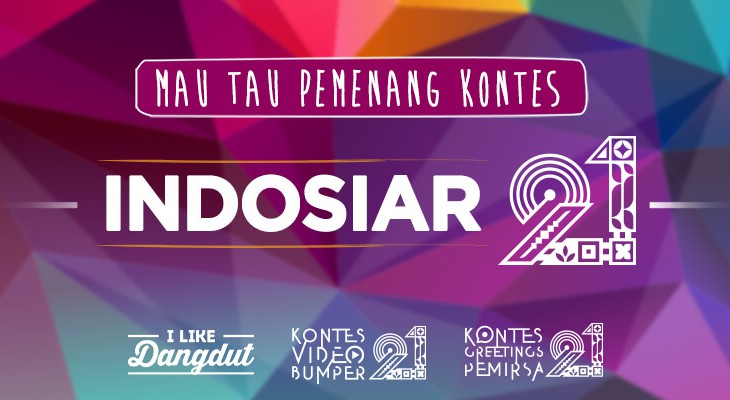 MAU TAU PEMENANG KONTES
INDOSIAR 21
I LIKE
Dangdut
KONTES
VIDEO
BUMPER 21
KONTES
GREETINGS
PEMIRSA 21